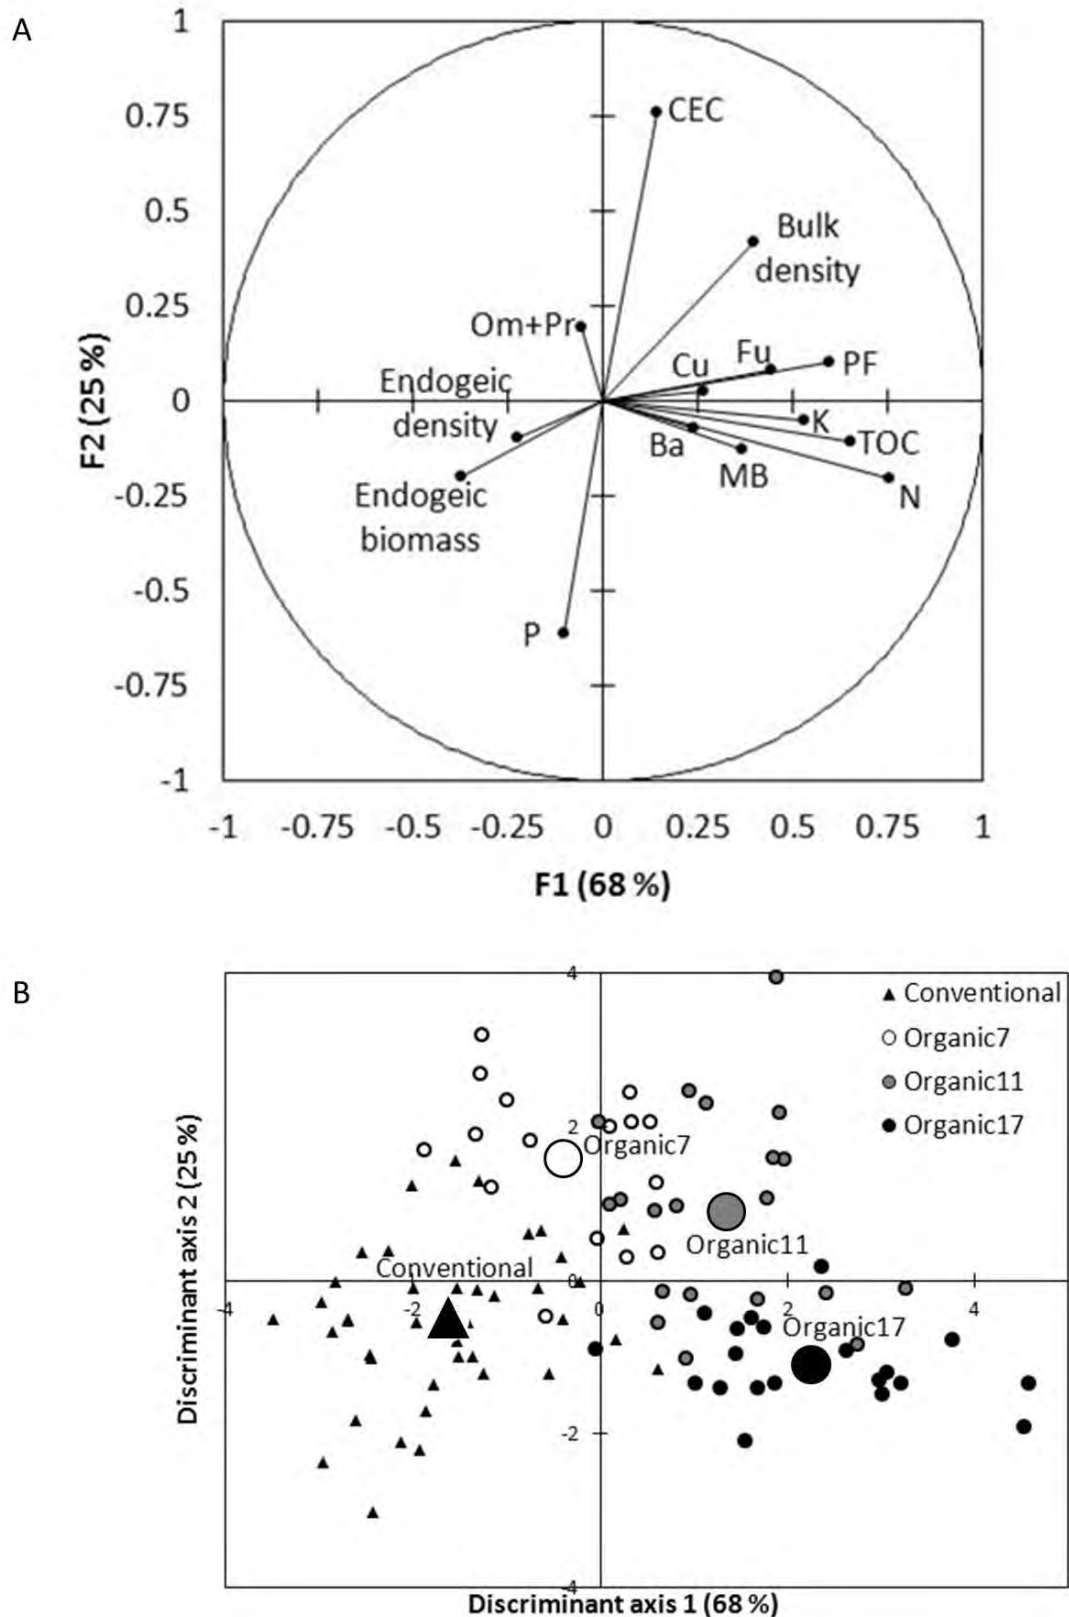 A
1
0.75
0.5
0.25
0
-0.25
-0.5
-0.75
-1
F2 (25 %)
CEC
Bulk
density
Om+Pr
Cu
Fu
PF
Endogeic
density
K
TOC
Ba
MB
N
Endogeic
biomass
P
-1 -0.75 -0.5 -0.25 0 0.25 0.5 0.75 1
F1 (68 %)
B
4
Conventional
Organic7
Organic11
Organic17
2
Organic7
Organic11
Conventional
-4 -2 0 2 4
Organic17
-2
-4
Discriminant axis 2 (25 %)
Discriminant axis 1 (68 %)